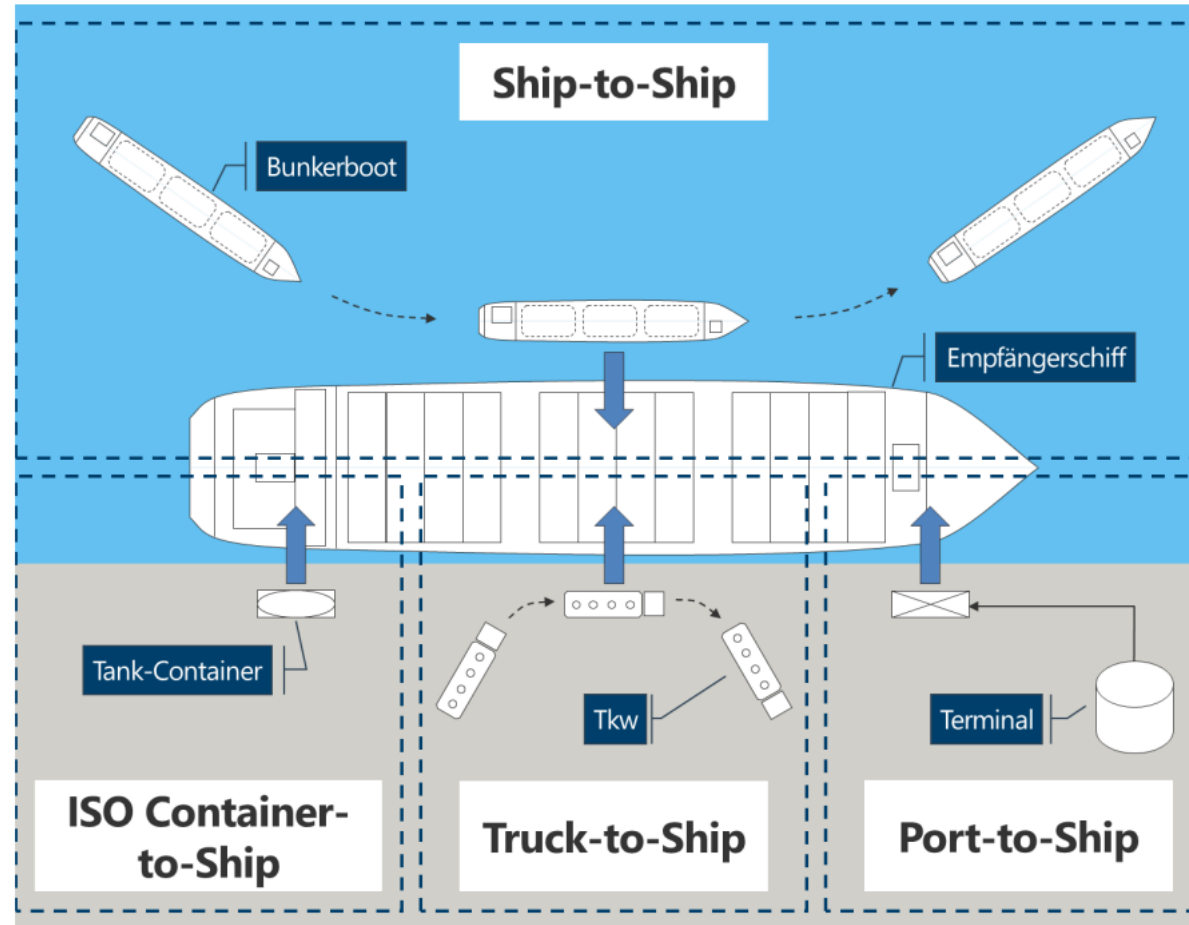 Ship-to-Ship
Bunkerboot
Empfängerschiff
Tank-Container
Tkw
Terminal
ISO Container-
to-Ship
Truck-to-Ship
Port-to-Ship